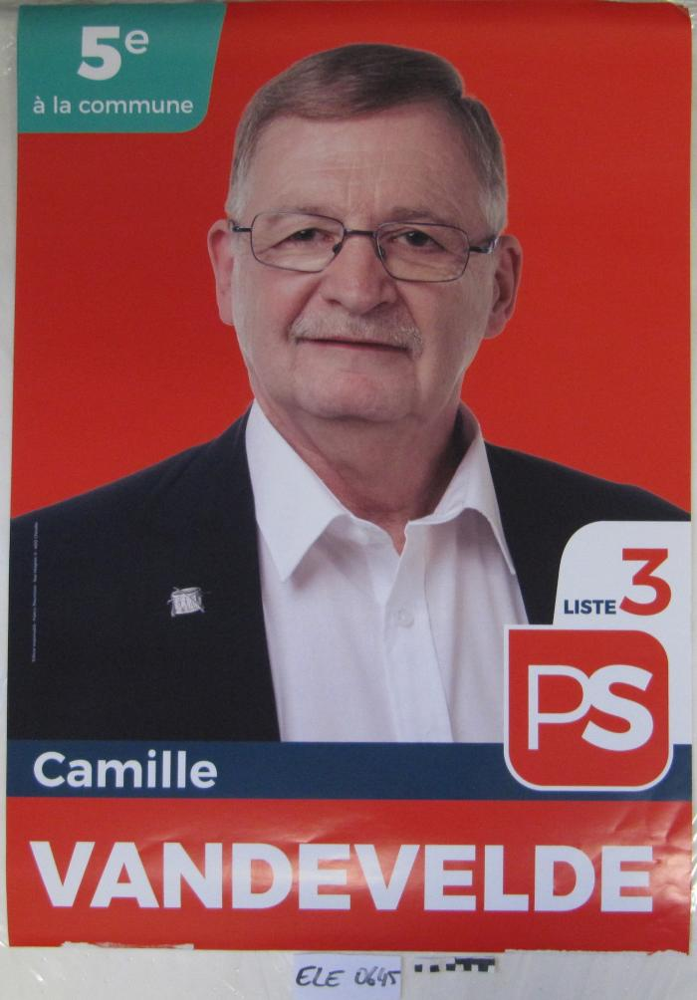 5e
à la commune
LISTE 3
PS
Camille
VANDEVELDE
ELE 0645